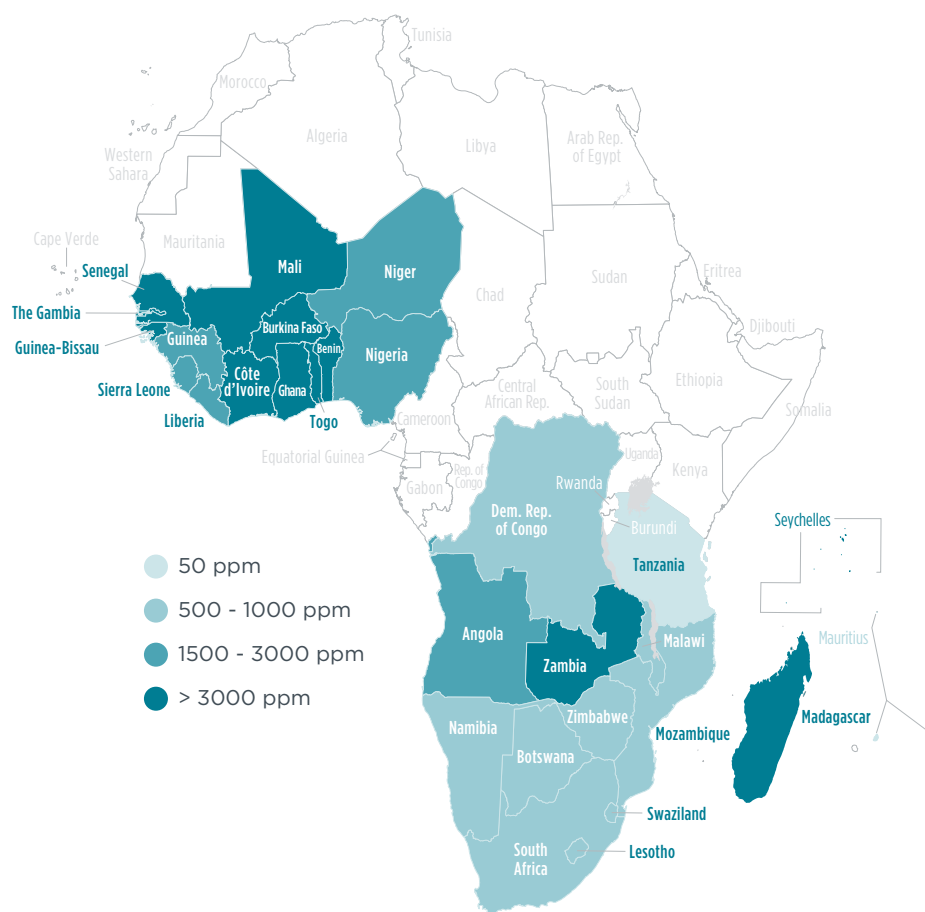 Tunisia
Morocco
Algeria
Libya
Arab Rep.
of Egypt
Western
Sahara
Cape Verde
Mauritania
Senegal
Mali
Niger
Chad
Sudan
Eritrea
The Gambia
Guinea-Bissau
Guinea
Burkina Faso
Benin
Nigeria
Djibouti
Sierra Leone
Côte
d'Ivoire
Ghana
Central
African Rep.
South
Sudan
Ethiopia
Somalia
Liberia
Togo
Cameroon
Equatorial Guinea
Gabon
Rep. of
Congo
Uganda
Kenya
Rwanda
Dem. Rep.
of Congo
Burundi
Seychelles
Tanzania
50 ppm
500 - 1000 ppm
1500 - 3000 ppm
> 3000 ppm
Angola
Zambia
Malawi
Mauritius
Namibia
Zimbabwe
Mozambique
Madagascar
Botswana
Swaziland
South
Africa
Lesotho